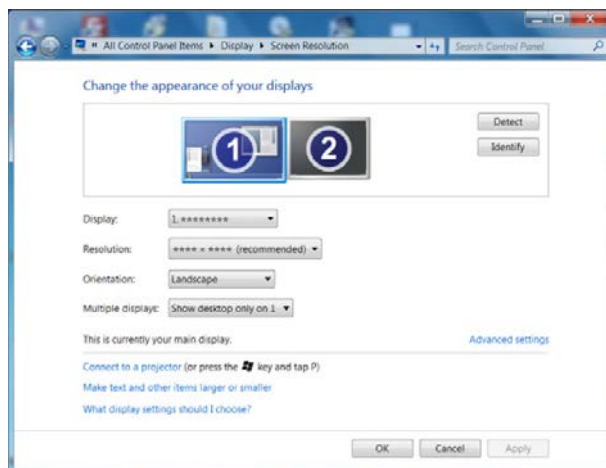 « All Control Panel Items ▸ Display ▸ Screen Resolution
Search Control Panel
Change the appearance of your displays
1
2
Detect
Identify
Display: 1. ********
Resolution: **** × **** (recommended)
Orientation: Landscape
Multiple displays: Show desktop only on 1
This is currently your main display.
Advanced settings
Connect to a projector (or press the key and tap P)
Make text and other items larger or smaller
What display settings should I choose?
OK Cancel Apply